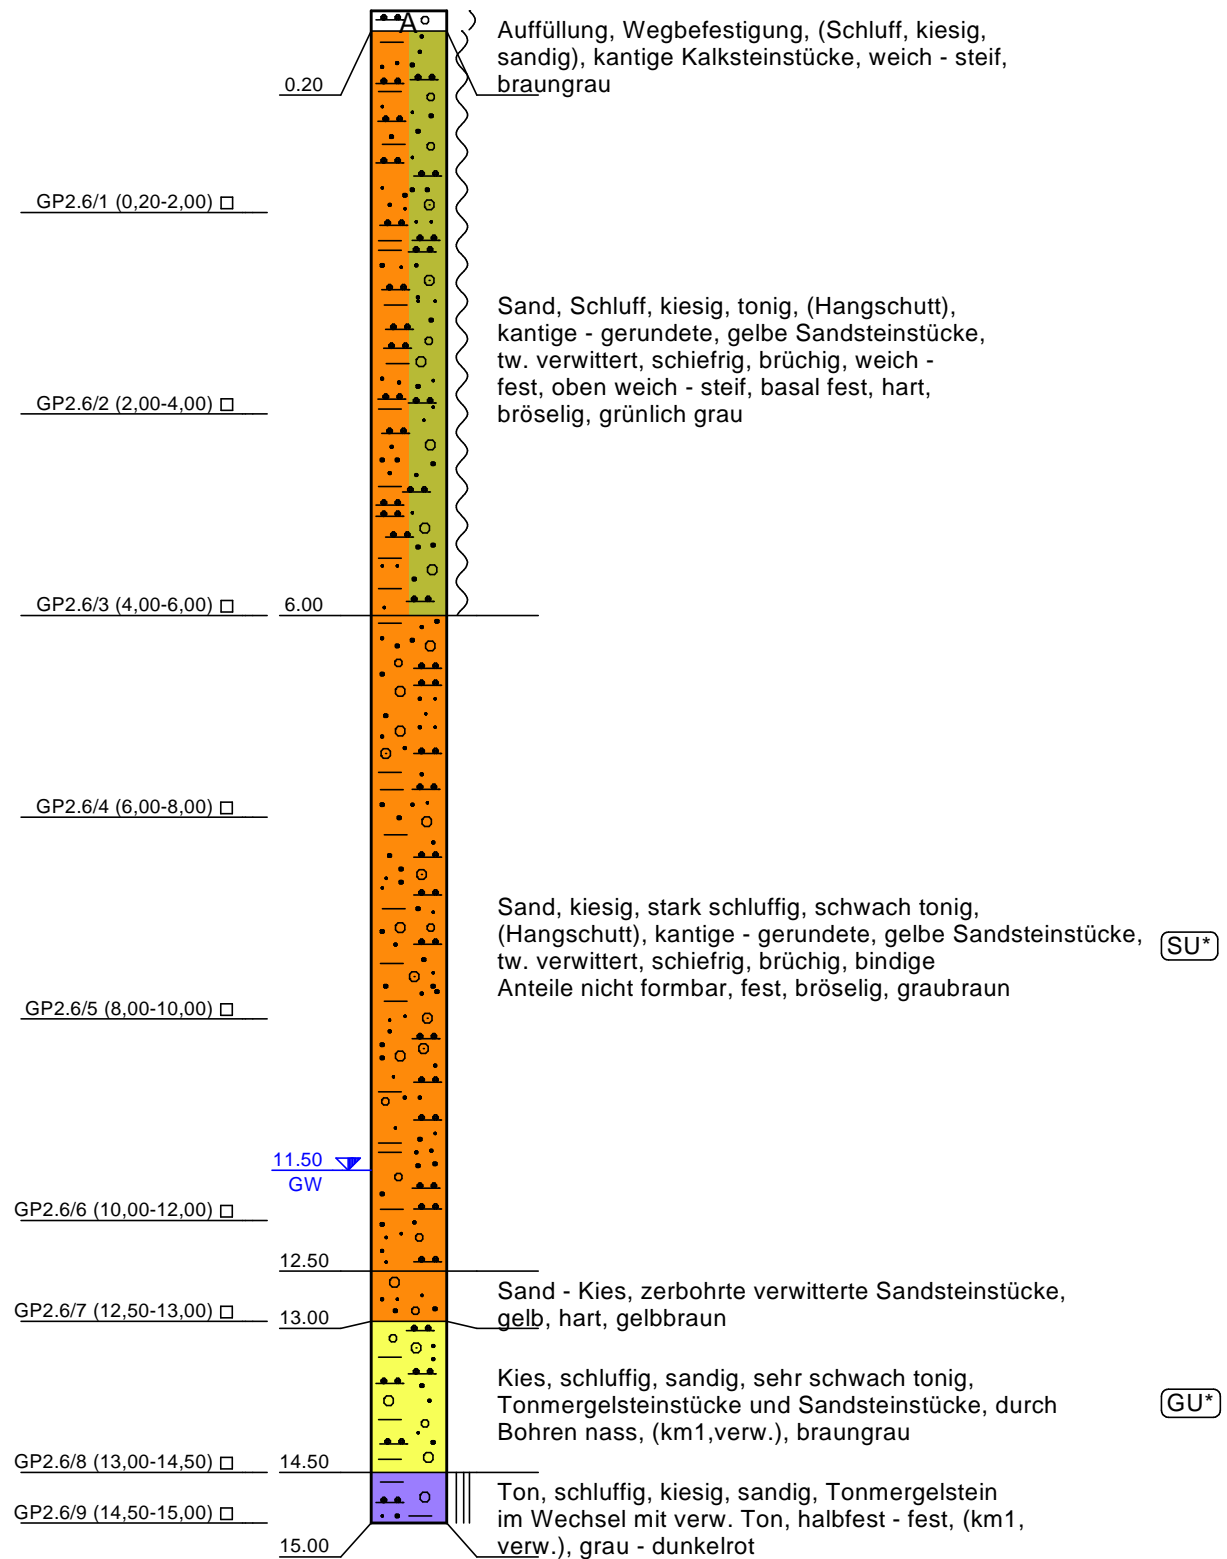 A
Auffüllung, Wegbefestigung, (Schluff, kiesig,
sandig), kantige Kalksteinstücke, weich - steif,
braungrau
0.20
GP2.6/1 (0,20-2,00)
Sand, Schluff, kiesig, tonig, (Hangschutt),
kantige - gerundete, gelbe Sandsteinstücke,
tw. verwittert, schiefrig, brüchig, weich -
fest, oben weich - steif, basal fest, hart,
bröselig, grünlich grau
GP2.6/2 (2,00-4,00)
GP2.6/3 (4,00-6,00)
6.00
GP2.6/4 (6,00-8,00)
Sand, kiesig, stark schluffig, schwach tonig,
(Hangschutt), kantige - gerundete, gelbe Sandsteinstücke,
tw. verwittert, schiefrig, brüchig, bindige
Anteile nicht formbar, fest, bröselig, graubraun
SU*
GP2.6/5 (8,00-10,00)
11.50
GW
GP2.6/6 (10,00-12,00)
12.50
Sand - Kies, zerbohrte verwitterte Sandsteinstücke,
gelb, hart, gelbbraun
GP2.6/7 (12,50-13,00)
13.00
Kies, schluffig, sandig, sehr schwach tonig,
Tonmergelsteinstücke und Sandsteinstücke, durch
Bohren nass, (km1,verw.), braungrau
GU*
GP2.6/8 (13,00-14,50)
14.50
Ton, schluffig, kiesig, sandig, Tonmergelstein
im Wechsel mit verw. Ton, halbfest - fest, (km1,
verw.), grau - dunkelrot
GP2.6/9 (14,50-15,00)
15.00